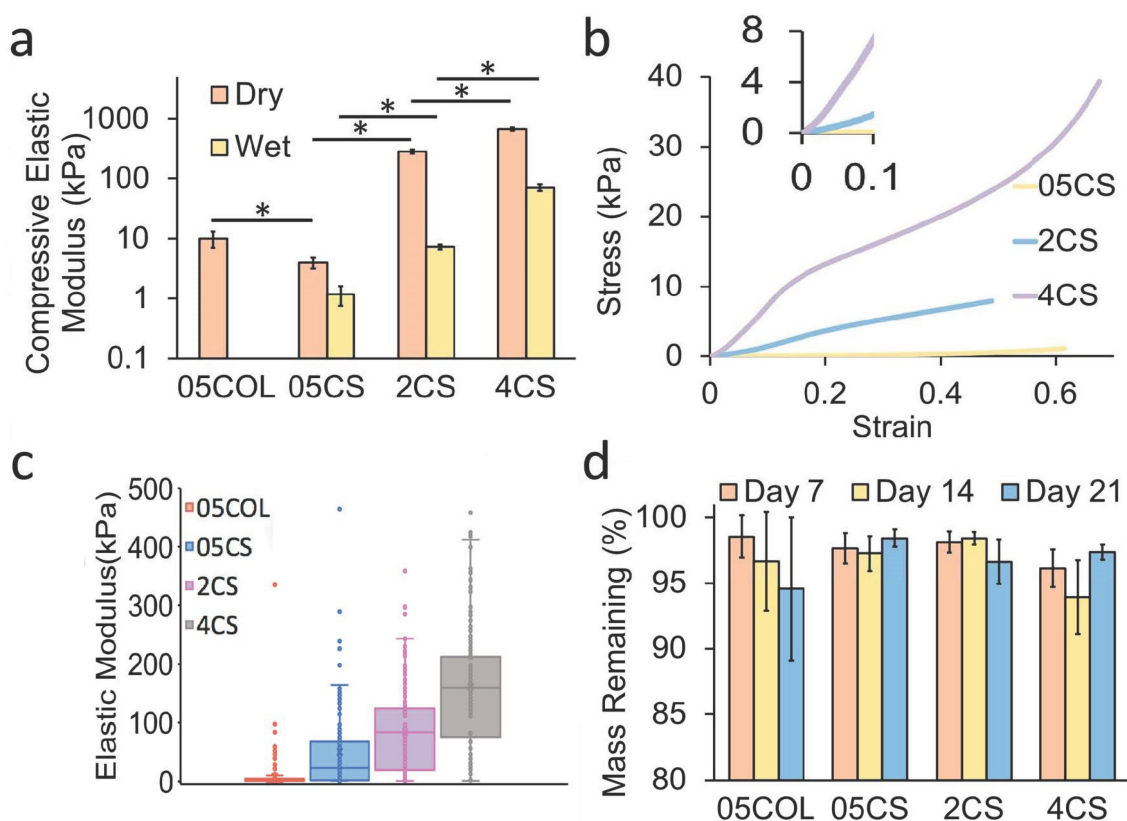 a
Compressive Elastic
Modulus (kPa)
1000
100
10
1
0.1
Dry
Wet
*
*
*
*
*
05COL 05CS 2CS 4CS
b
8
4
0
0 0.1
Stress (kPa)
40
30
20
10
0
05CS
2CS
4CS
0 0.2 0.4 0.6
Strain
c
Elastic Modulus(kPa)
500
400
300
200
100
0
05COL
05CS
2CS
4CS
d
Day 7 Day 14 Day 21
Mass Remaining (%)
100
95
90
85
80
05COL 05CS 2CS 4CS